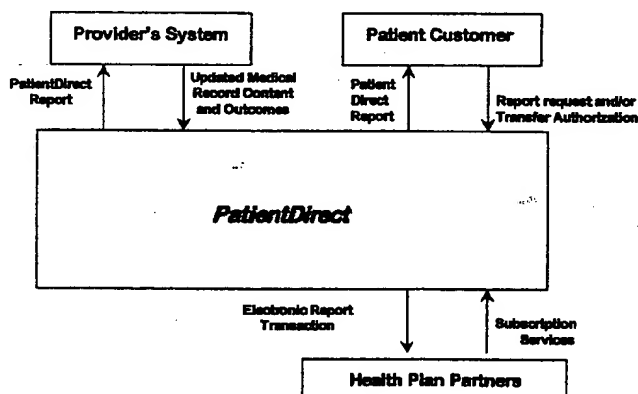 Provider's System
Patient Customer
PatientDirect
Report
Updated Medical
Record Content
and Outcomes
Patient
Direct
Report
Report request and/or
Transfer Authorization
PatientDirect
Electronic Report
Transaction
Subscription
Services
Health Plan Partners